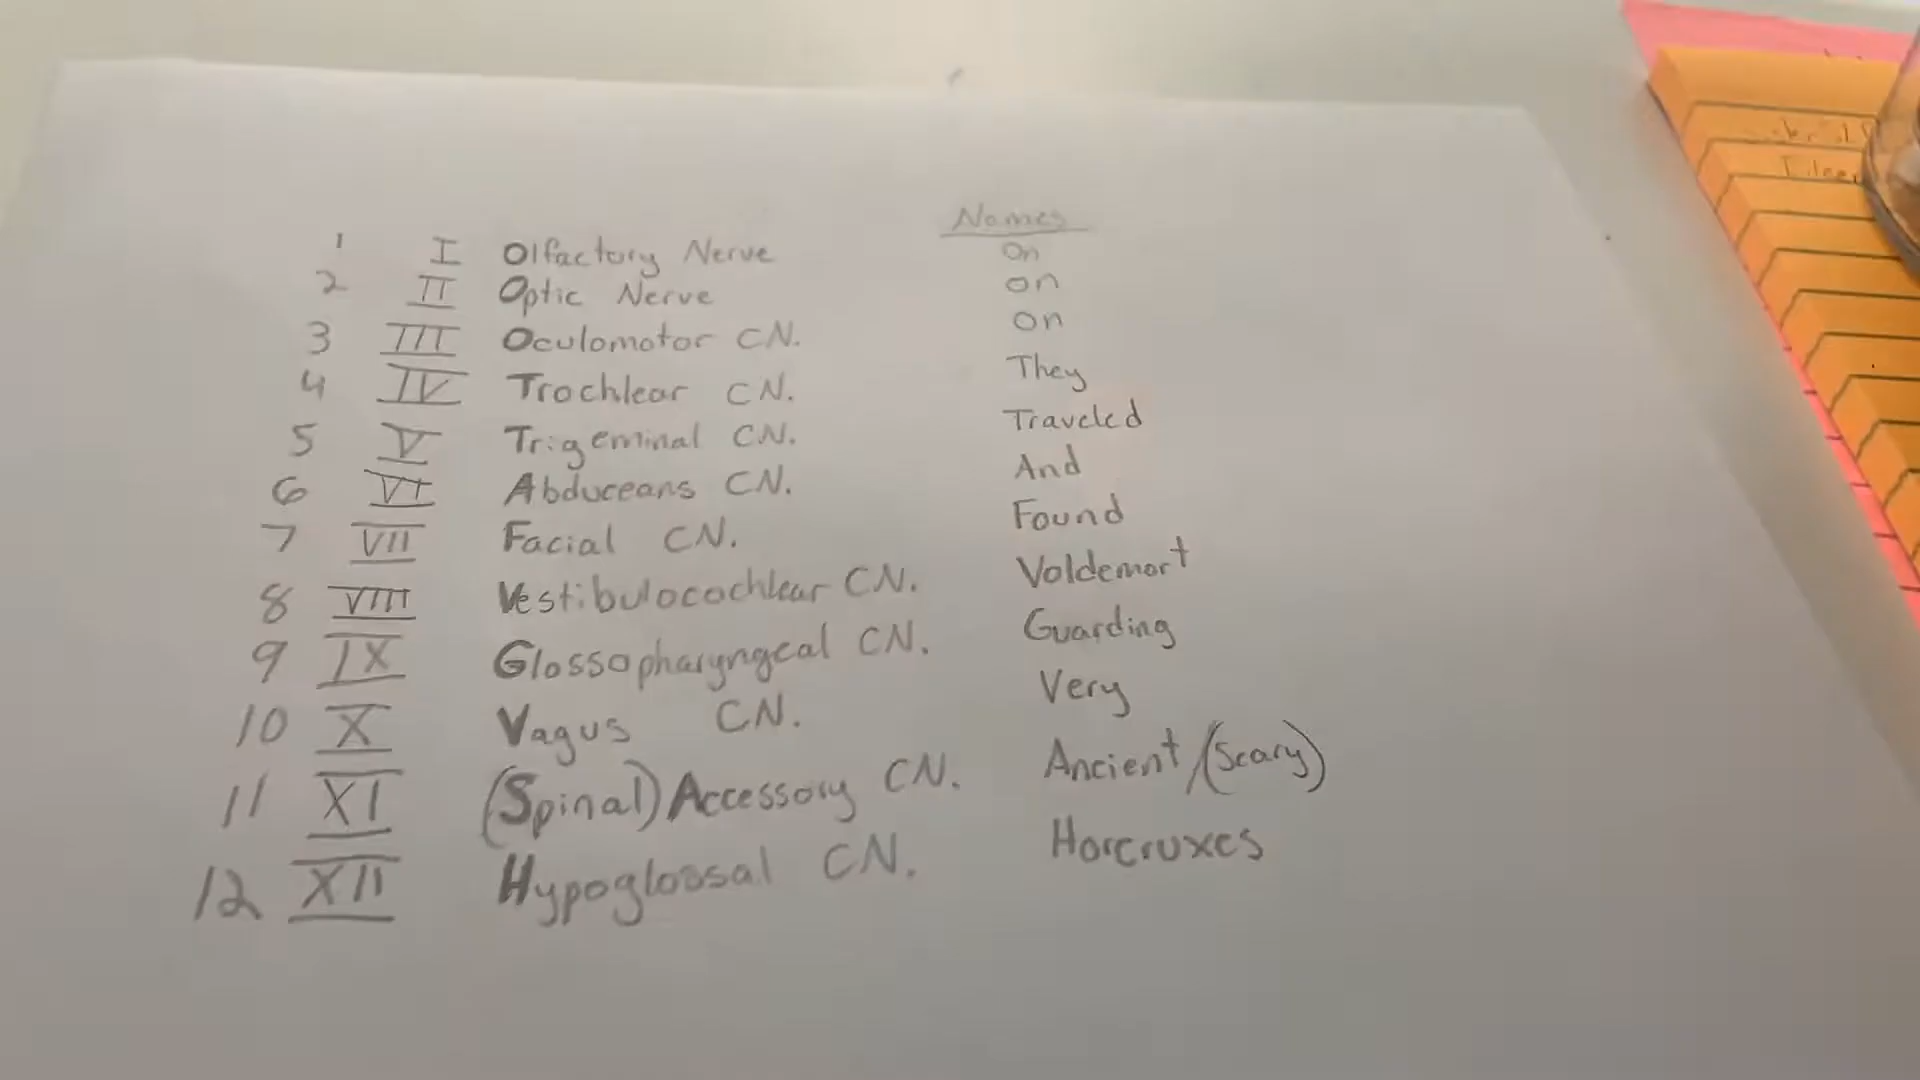 Names
1 I Olfactory Nerve On
2 II Optic Nerve on
3 III Oculomotor CN. on
4 IV Trochlear CN. They
5 V Trigeminal CN. Traveled
6 VI Abduceans CN. And
7 VII Facial CN. Found
8 VIII Vestibulocochlear CN. Voldemort
9 IX Glossopharyngeal CN. Guarding
10 X Vagus CN. Very
11 XI (Spinal) Accessory CN. Ancient/(Scary)
12 XII Hypoglossal CN. Horcruxes